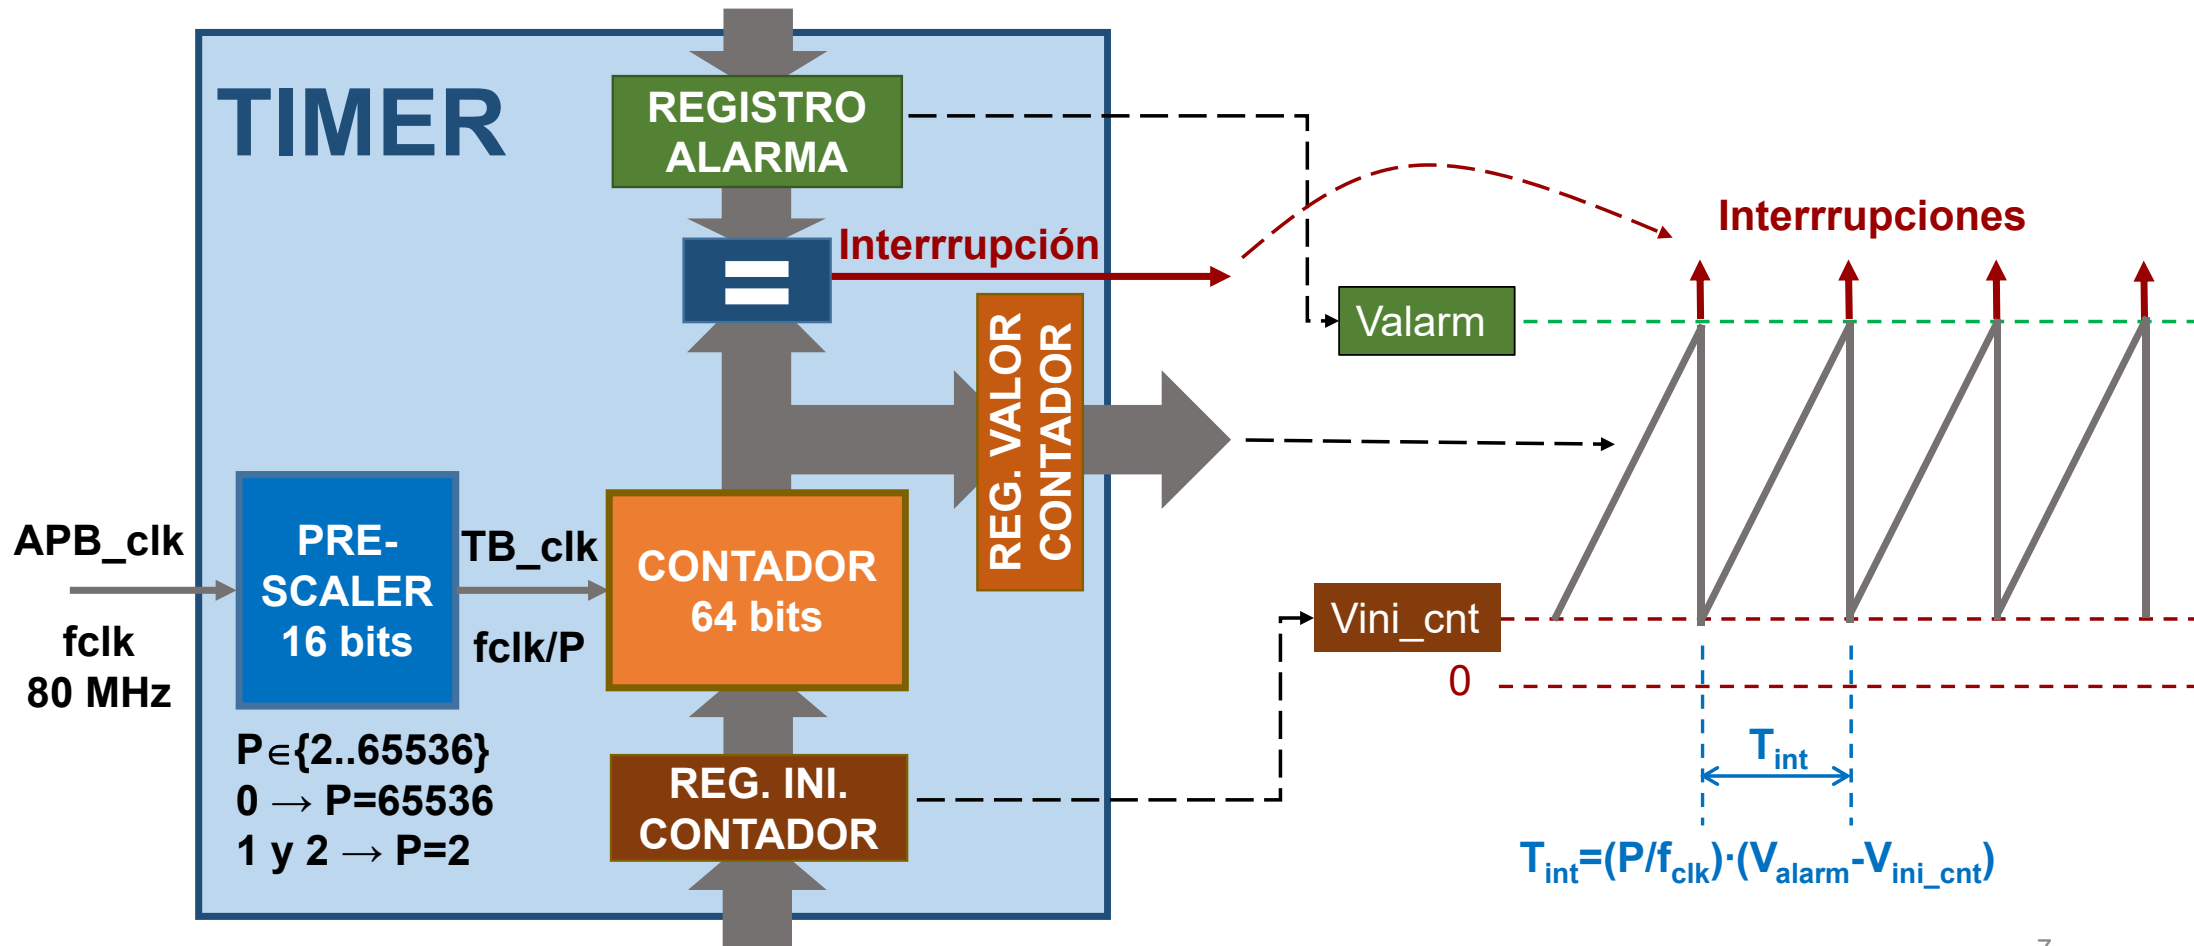 TIMER
REGISTRO
ALARMA
=
Interrrupción
Interrrupciones
Valarm
REG. VALOR
CONTADOR
APB_clk
fclk
80 MHz
PRE-
SCALER
16 bits
TB_clk
fclk/P
CONTADOR
64 bits
Vini_cnt
0
P∈{2..65536}
0 → P=65536
1 y 2 → P=2
REG. INI.
CONTADOR
Tint
Tint=(P/fclk)·(Valarm-Vini_cnt)